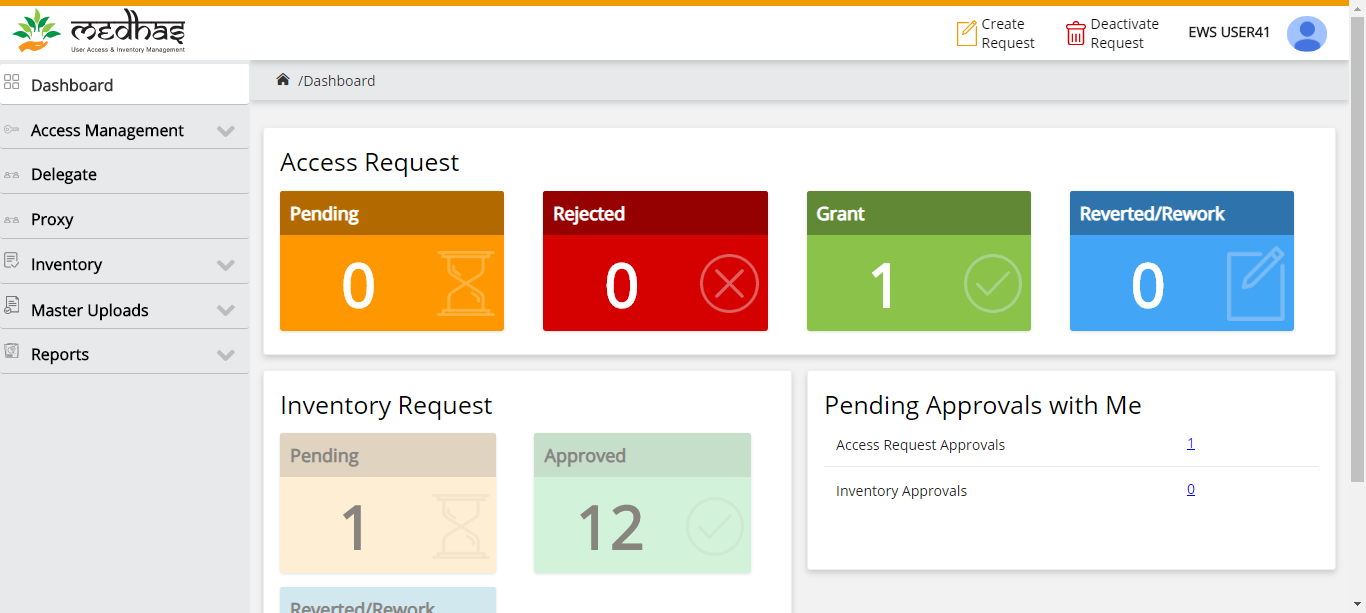 medhas
User Access & Inventory Management
Create
Request
Deactivate
Request
EWS USER41
Dashboard
Access Management
Delegate
Proxy
Inventory
Master Uploads
Reports
/Dashboard
Access Request
Pending
0
Rejected
0
Grant
1
Reverted/Rework
0
Inventory Request
Pending
1
Approved
12
Reverted/Rework
Pending Approvals with Me
Access Request Approvals 1
Inventory Approvals 0